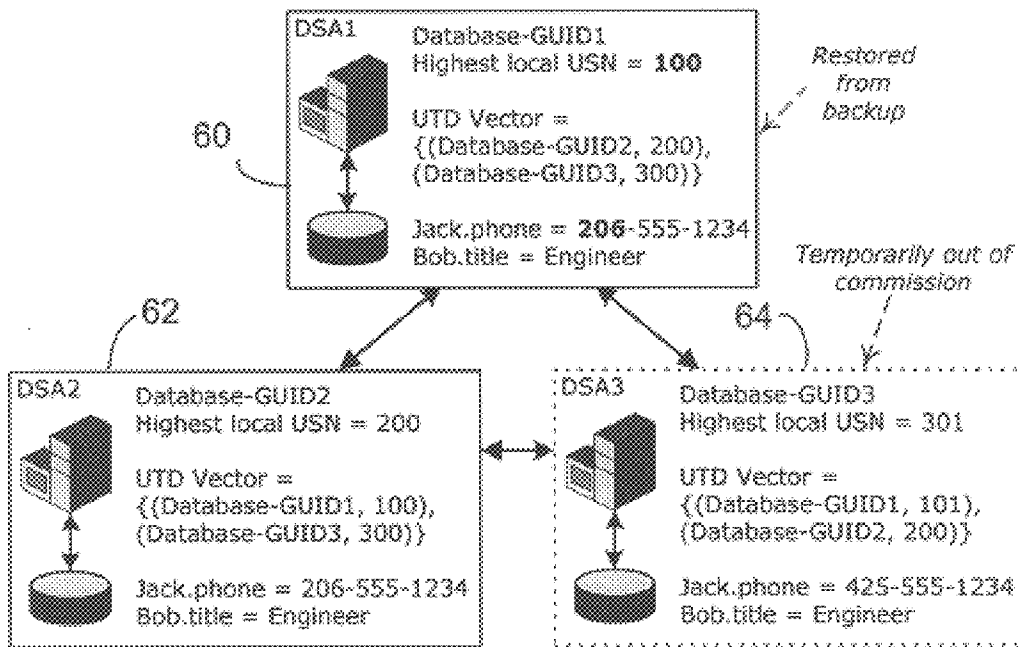 DSA1
Database-GUID1
Highest local USN = 100
UTD Vector =
{(Database-GUID2, 200),
(Database-GUID3, 300)}
Jack.phone = 206-555-1234
Bob.title = Engineer
Restored
from
backup
60
Temporarily out of
commission
62
64
DSA2
Database-GUID2
Highest local USN = 200
UTD Vector =
{(Database-GUID1, 100),
(Database-GUID3, 300)}
Jack.phone = 206-555-1234
Bob.title = Engineer
DSA3
Database-GUID3
Highest local USN = 301
UTD Vector =
{(Database-GUID1, 101),
(Database-GUID2, 200)}
Jack.phone = 425-555-1234
Bob.title = Engineer